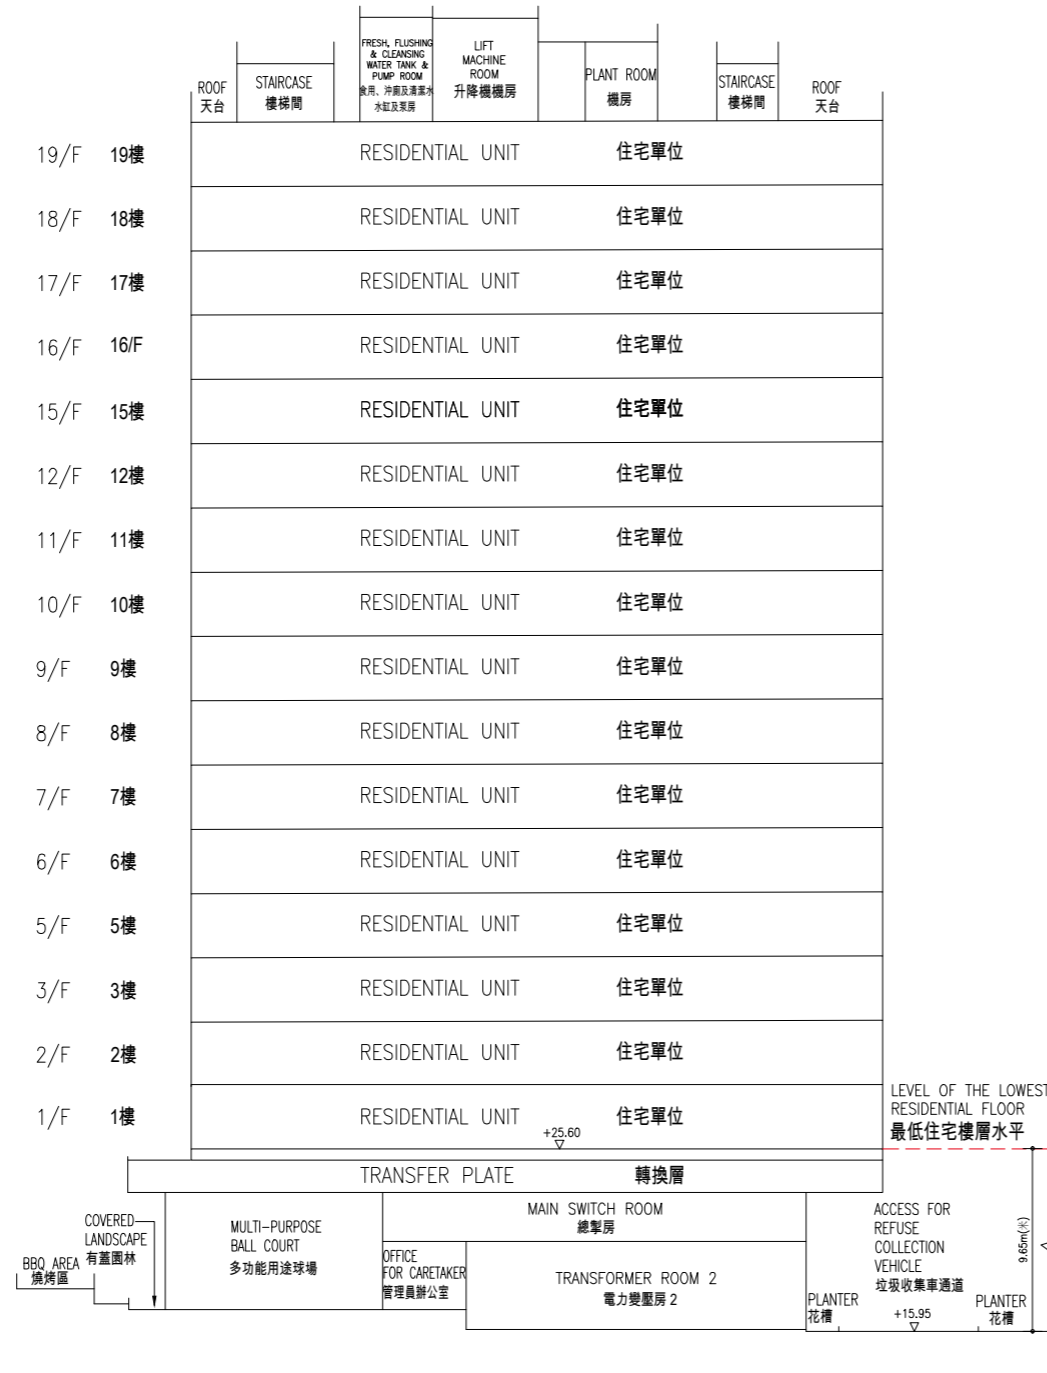 FRESH, FLUSHING
& CLEANSING
WATER TANK &
PUMP ROOM
食用、沖廁及清潔水
水缸及泵房
LIFT
MACHINE
ROOM
升降機機房
ROOF
天台
STAIRCASE
樓梯間
PLANT ROOM
機房
STAIRCASE
樓梯間
ROOF
天台
19/F 19樓 RESIDENTIAL UNIT 住宅單位
18/F 18樓 RESIDENTIAL UNIT 住宅單位
17/F 17樓 RESIDENTIAL UNIT 住宅單位
16/F 16/F RESIDENTIAL UNIT 住宅單位
15/F 15樓 RESIDENTIAL UNIT 住宅單位
12/F 12樓 RESIDENTIAL UNIT 住宅單位
11/F 11樓 RESIDENTIAL UNIT 住宅單位
10/F 10樓 RESIDENTIAL UNIT 住宅單位
9/F 9樓 RESIDENTIAL UNIT 住宅單位
8/F 8樓 RESIDENTIAL UNIT 住宅單位
7/F 7樓 RESIDENTIAL UNIT 住宅單位
6/F 6樓 RESIDENTIAL UNIT 住宅單位
5/F 5樓 RESIDENTIAL UNIT 住宅單位
3/F 3樓 RESIDENTIAL UNIT 住宅單位
2/F 2樓 RESIDENTIAL UNIT 住宅單位
1/F 1樓 RESIDENTIAL UNIT 住宅單位
+25.60
LEVEL OF THE LOWEST
RESIDENTIAL FLOOR
最低住宅樓層水平
TRANSFER PLATE 轉換層
COVERED
LANDSCAPE
有蓋園林
BBQ AREA
燒烤區
MULTI-PURPOSE
BALL COURT
多功能用途球場
MAIN SWITCH ROOM
總掣房
OFFICE
FOR CARETAKER
管理員辦公室
TRANSFORMER ROOM 2
電力變壓房 2
ACCESS FOR
REFUSE
COLLECTION
VEHICLE
垃圾收集車通道
PLANTER
花槽
+15.95
PLANTER
花槽
9.65m(米)